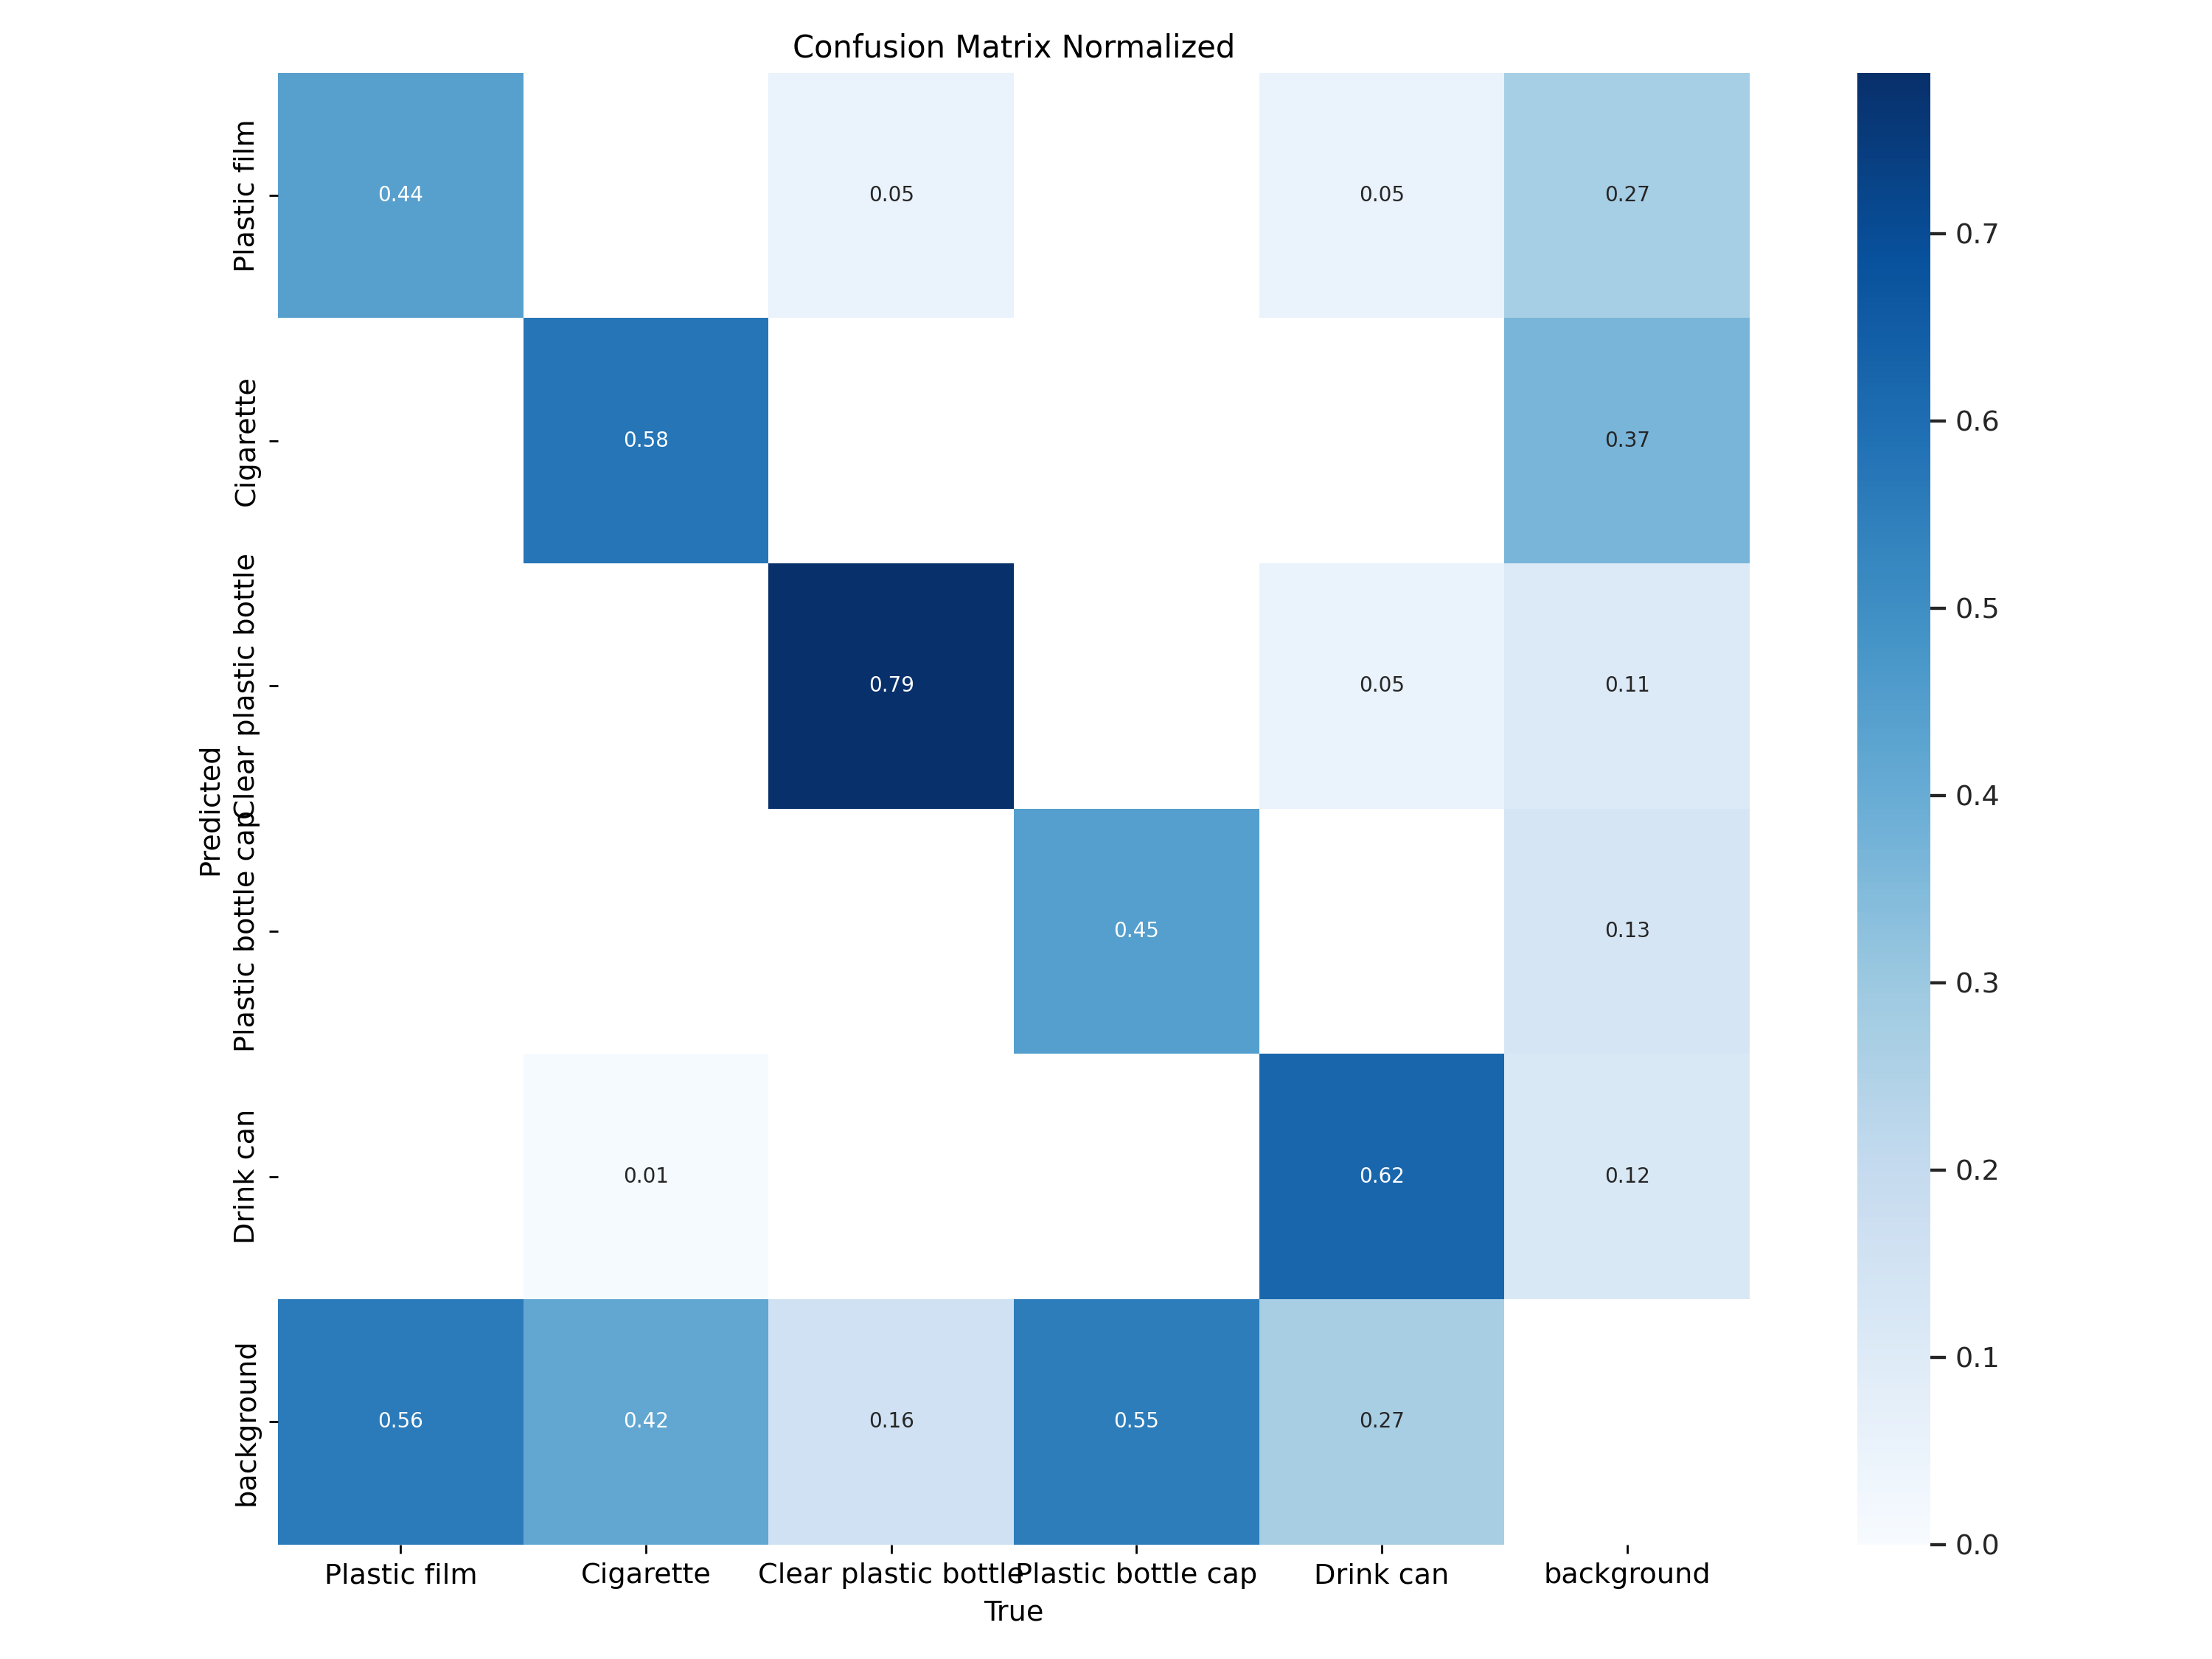 Confusion Matrix Normalized
Plastic film
0.44
0.05
0.05
0.27
Cigarette
0.58
0.37
Clear plastic bottle
0.79
0.05
0.11
Predicted
Plastic bottle cap
0.45
0.13
Drink can
0.01
0.62
0.12
background
0.56
0.42
0.16
0.55
0.27
Plastic film
Cigarette
Clear plastic bottle
Plastic bottle cap
Drink can
background
True
0.7
0.6
0.5
0.4
0.3
0.2
0.1
0.0